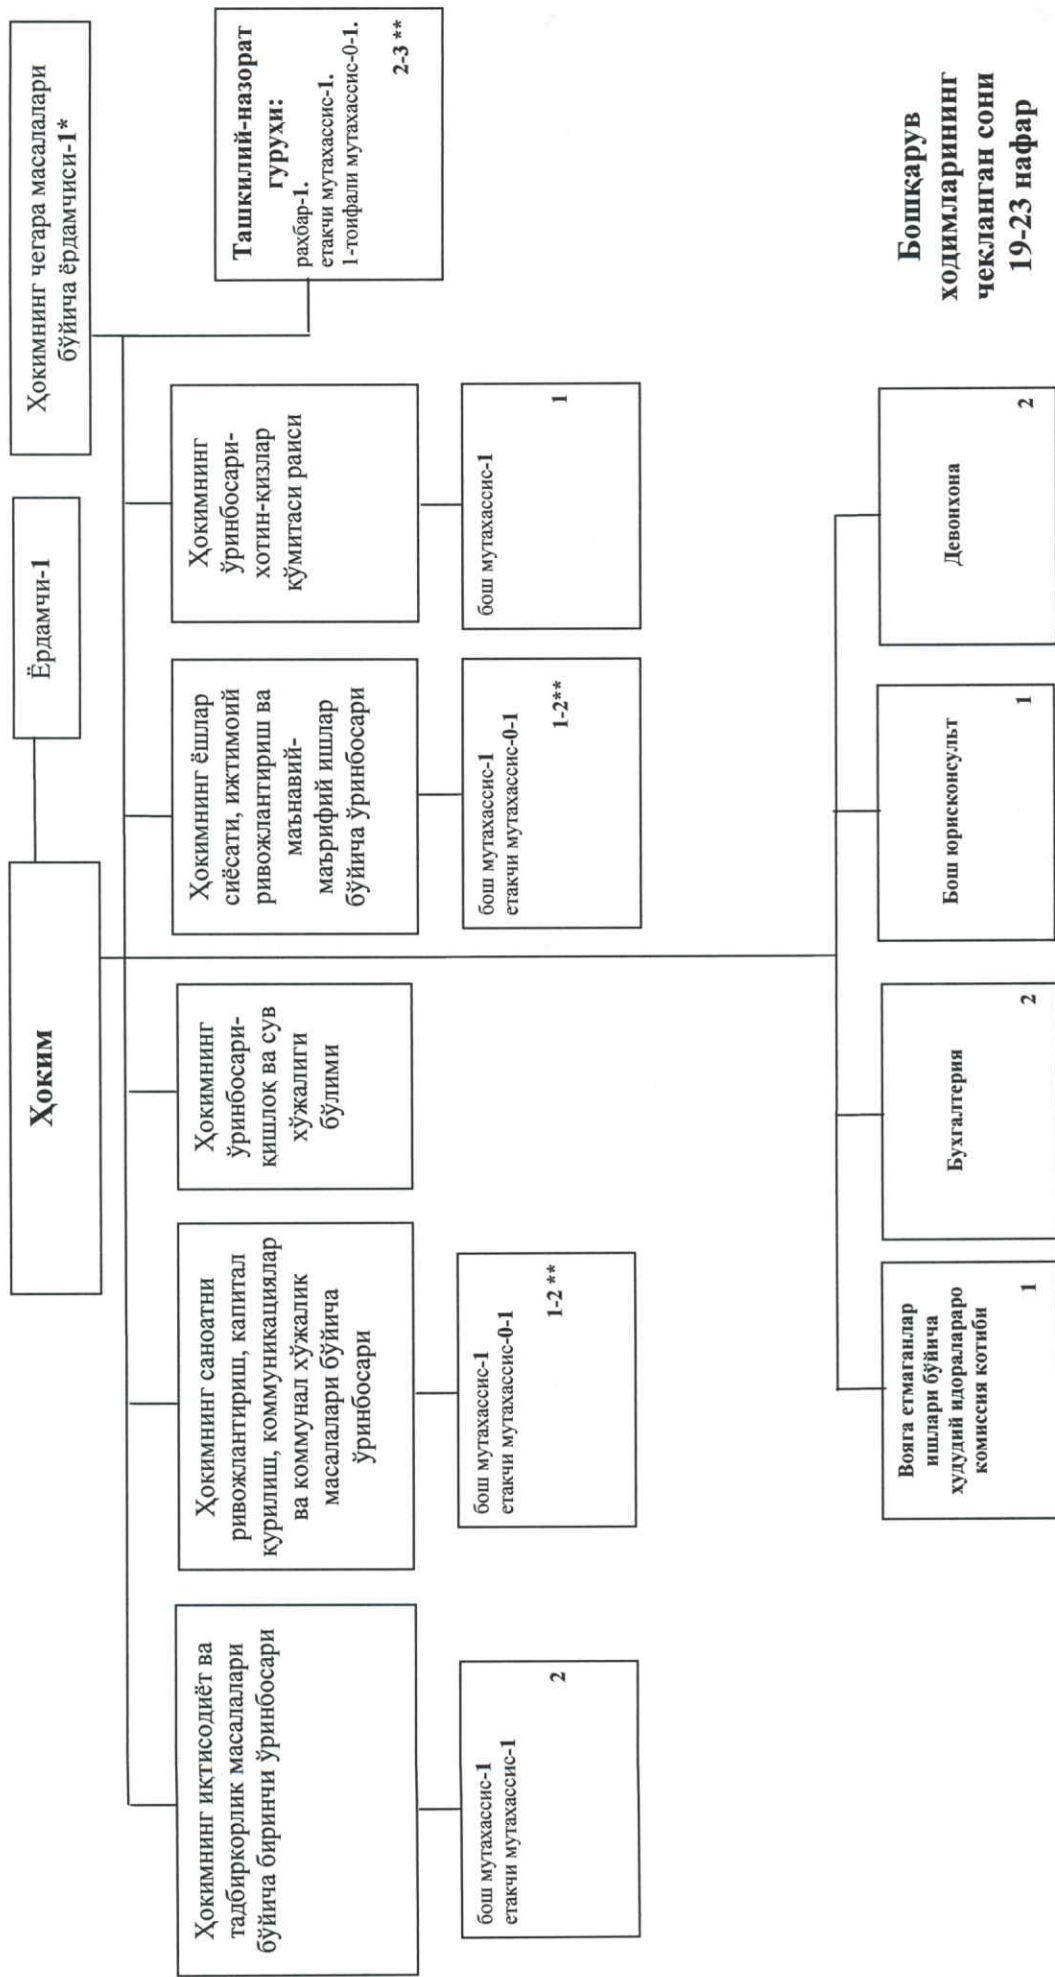 Ҳоким
Ёрдамчи-1
Ҳокимнинг чегара масалалари
бўйича ёрдамчиси-1*
Ҳокимнинг иқтисодиёт ва
тадбиркорлик масалалари
бўйича биринчи ўринбосари
Ҳокимнинг саноатни
ривожлантириш, капитал
қурилиш, коммуникациялар
ва коммунал хўжалик
масалалари бўйича
ўринбосари
Ҳокимнинг
ўринбосари-
қишлоқ ва сув
хўжалиги
бўлими
Ҳокимнинг ёшлар
сиёсати, ижтимоий
ривожлантириш ва
маънавий-
маърифий ишлар
бўйича ўринбосари
Ҳокимнинг
ўринбосари-
хотин-қизлар
қўмитаси раиси
Ташкилий-назорат
гуруҳи:
раҳбар-1.
етакчи мутахассис-1.
1-тоифали мутахассис-0-1.
2-3 **
бош мутахассис-1
етакчи мутахассис-1
2
бош мутахассис-1
етакчи мутахассис-0-1
1-2 **
бош мутахассис-1
етакчи мутахассис-0-1
1-2**
бош мутахассис-1
1
Вояга етмаганлар
ишлари бўйича
ҳудудий идоралараро
комиссия котиби
1
Бухгалтерия
2
Бош юрисконсульт
1
Девонхона
2
Бошқарув
ходимларининг
чекланган сони
19-23 нафар